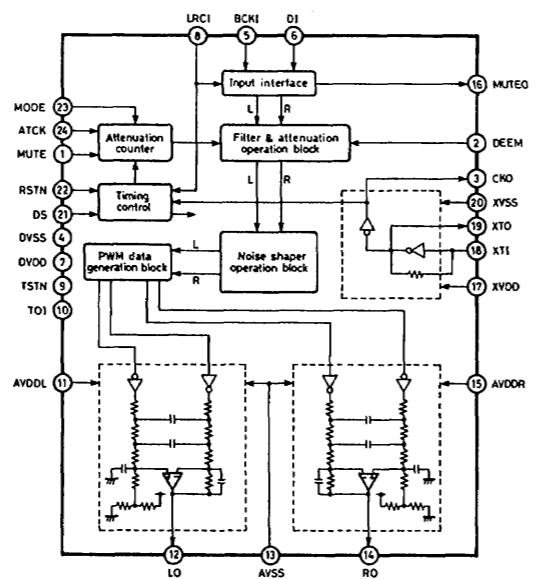 LRCI BCKI DI
8 5 6
Input interface
16 MUTEO
L R
MODE 23
ATCK 24
MUTE 1
Attenuation
counter
Filter & attenuation
operation block
2 DEEM
3 CKO
RSTN 22
DS 21
Timing
control
L R
20 XVSS
19 XTO
18 XTI
17 XVDD
DVSS 4
DVDD 7
TSTN 9
TO1 10
PWM data
generation block
L
R
Noise shaper
operation block
AVDDL 11
15 AVDDR
12 13 14
LO AVSS RO